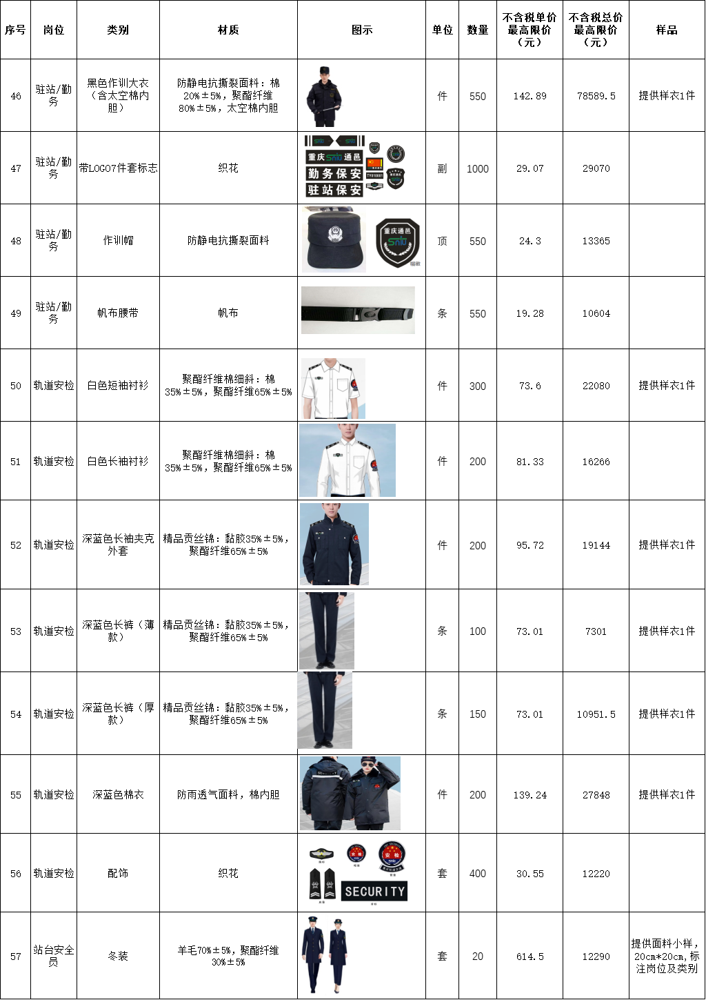 序号 岗位 类别 材质 图示 单位 数量 不含税单价 不含税总价 样品
最高限价 最高限价
（元） （元）
46 驻站/勤 黑色作训大衣 防静电抗撕裂面料：棉 件 550 142.89 78589.5 提供样衣1件
务 （含太空棉内 20%±5%，聚酯纤维
胆） 80%±5%，太空棉内胆
47 驻站/勤 带LOGO7件套标志 织花 副 1000 29.07 29070
务
重庆 通邑
勤务保安
驻站保安
TY010001
48 驻站/勤 作训帽 防静电抗撕裂面料 顶 550 24.3 13365
务
重庆通邑
帽徽
49 驻站/勤 帆布腰带 帆布 条 550 19.28 10604
务
50 轨道安检 白色短袖衬衫 聚酯纤维棉细斜：棉 件 300 73.6 22080 提供样衣1件
35%±5%，聚酯纤维65%±5%
51 轨道安检 白色长袖衬衫 聚酯纤维棉细斜：棉 件 200 81.33 16266
35%±5%，聚酯纤维65%±5%
52 轨道安检 深蓝色长袖夹克 精品贡丝锦：黏胶35%±5%， 件 200 95.72 19144 提供样衣1件
外套 聚酯纤维65%±5%
53 轨道安检 深蓝色长裤（薄 精品贡丝锦：黏胶35%±5%， 条 100 73.01 7301 提供样衣1件
款） 聚酯纤维65%±5%
54 轨道安检 深蓝色长裤（厚 精品贡丝锦：黏胶35%±5%， 条 150 73.01 10951.5 提供样衣1件
款） 聚酯纤维65%±5%
55 轨道安检 深蓝色棉衣 防雨透气面料，棉内胆 件 200 139.24 27848 提供样衣1件
SECURITY
56 轨道安检 配饰 织花 套 400 30.55 12220
安检
安检
SECURITY
57 站台安全 冬装 羊毛70%±5%，聚酯纤维 套 20 614.5 12290 提供面料小样，
员 30%±5% 20cm*20cm,标
注岗位及类别